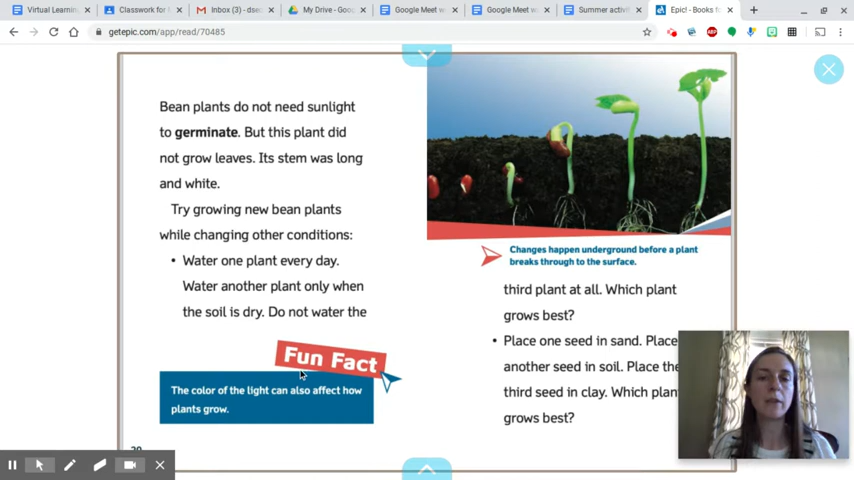 Virtual Learnin
Classwork for
Inbox (3) - dse
My Drive - Goo
Google Meet w
Google Meet w
Summer activi
Epic! - Books fo
getepic.com/app/read/70485
Bean plants do not need sunlight
to germinate. But this plant did
not grow leaves. Its stem was long
and white.
Try growing new bean plants
while changing other conditions:
• Water one plant every day.
Water another plant only when
the soil is dry. Do not water the
Fun Fact
The color of the light can also affect how
plants grow.
20
Changes happen underground before a plant
breaks through to the surface.
third plant at all. Which plant
grows best?
• Place one seed in sand. Place
another seed in soil. Place the
third seed in clay. Which plant
grows best?